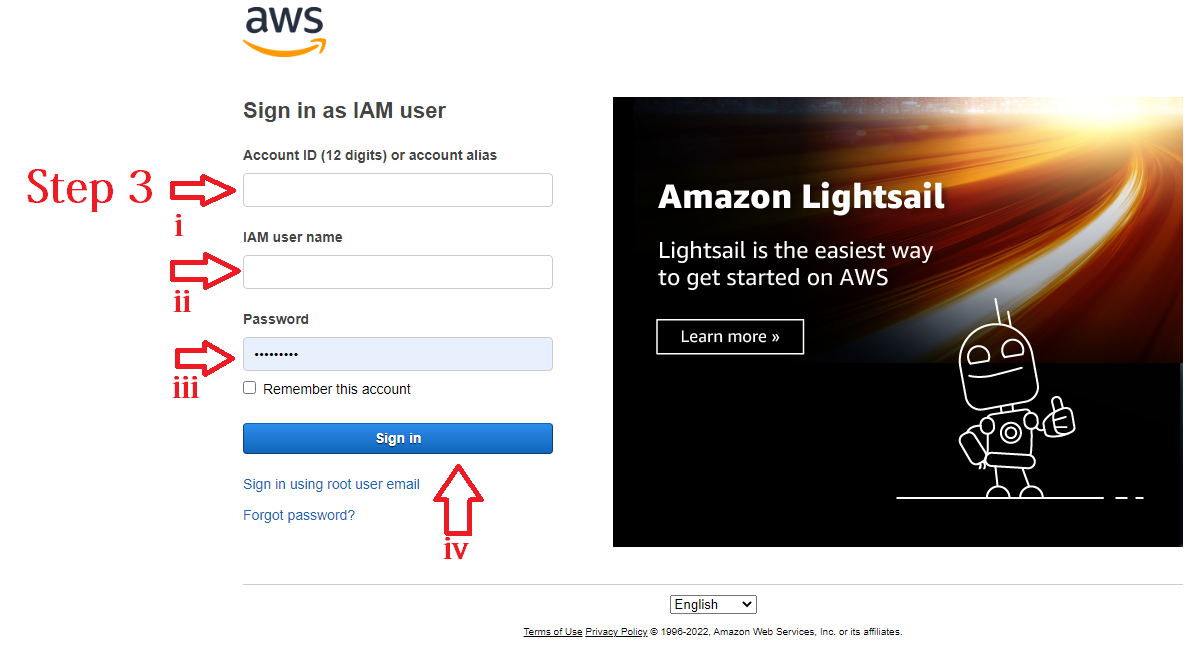 aws
Sign in as IAM user
Account ID (12 digits) or account alias
Step 3
i
IAM user name
ii
Password
•••••••••
iii
Remember this account
Sign in
Sign in using root user email
Forgot password?
iv
Amazon Lightsail
Lightsail is the easiest way
to get started on AWS
Learn more »
English
Terms of Use Privacy Policy © 1996-2022, Amazon Web Services, Inc. or its affiliates.